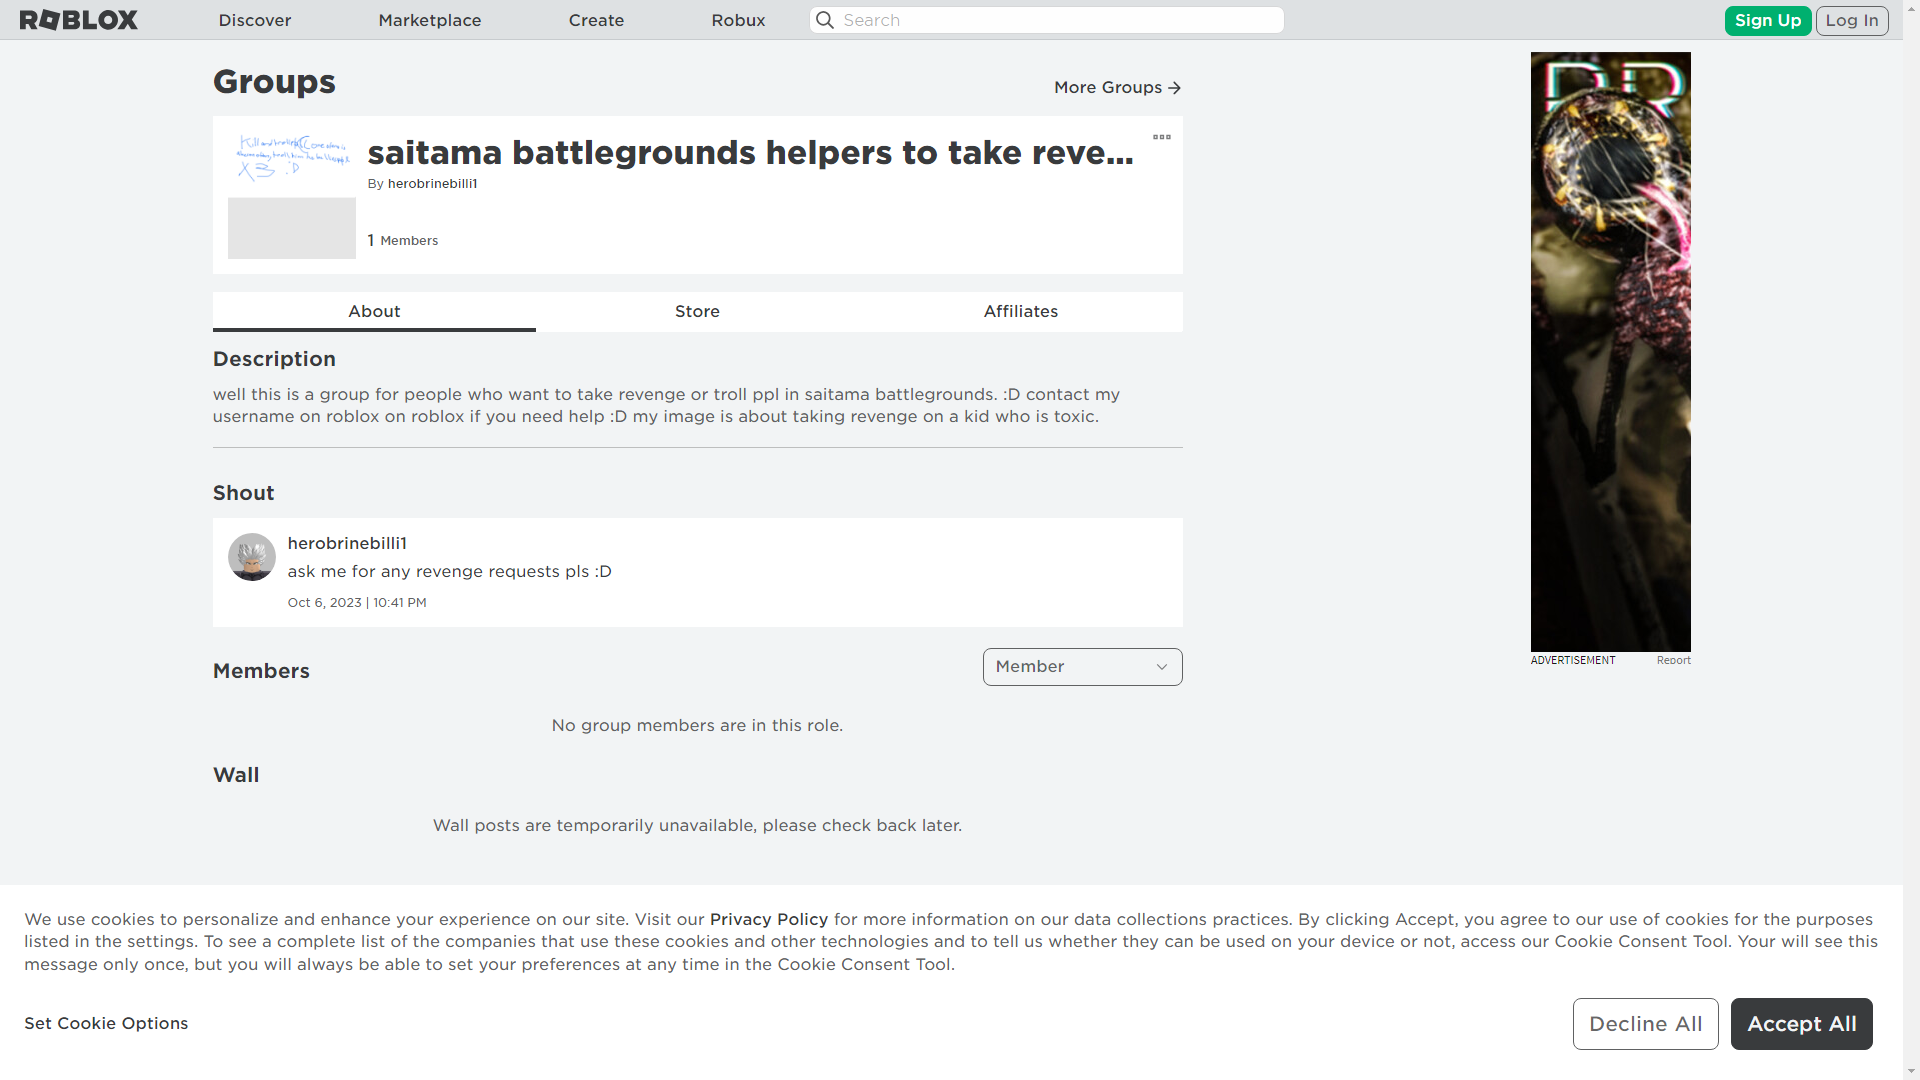 ROBLOX
Discover
Marketplace
Create
Robux
Search
Sign Up
Log In
Groups
More Groups
saitama battlegrounds helpers to take reve...
By herobrinebilli1
1 Members
X3 :D
About
Store
Affiliates
Description
well this is a group for people who want to take revenge or troll ppl in saitama battlegrounds. :D contact my
username on roblox on roblox if you need help :D my image is about taking revenge on a kid who is toxic.
Shout
herobrinebilli1
ask me for any revenge requests pls :D
Oct 6, 2023 | 10:41 PM
Members
Member
No group members are in this role.
Wall
Wall posts are temporarily unavailable, please check back later.
DR
ADVERTISEMENT
Report
We use cookies to personalize and enhance your experience on our site. Visit our Privacy Policy for more information on our data collections practices. By clicking Accept, you agree to our use of cookies for the purposes
listed in the settings. To see a complete list of the companies that use these cookies and other technologies and to tell us whether they can be used on your device or not, access our Cookie Consent Tool. Your will see this
message only once, but you will always be able to set your preferences at any time in the Cookie Consent Tool.
Set Cookie Options
Decline All
Accept All